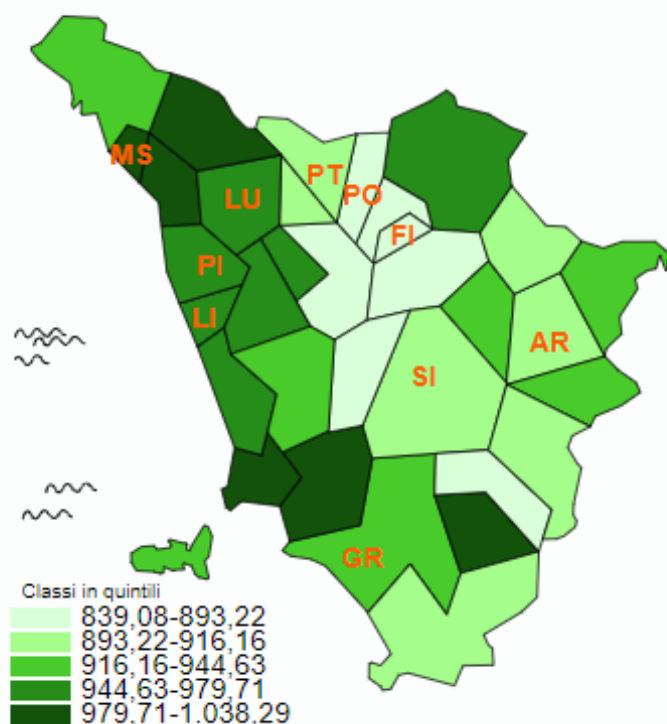 MS
PT
PO
LU
FI
PI
LI
AR
SI
GR
Classi in quintili
839,08-893,22
893,22-916,16
916,16-944,63
944,63-979,71
979,71-1.038,29